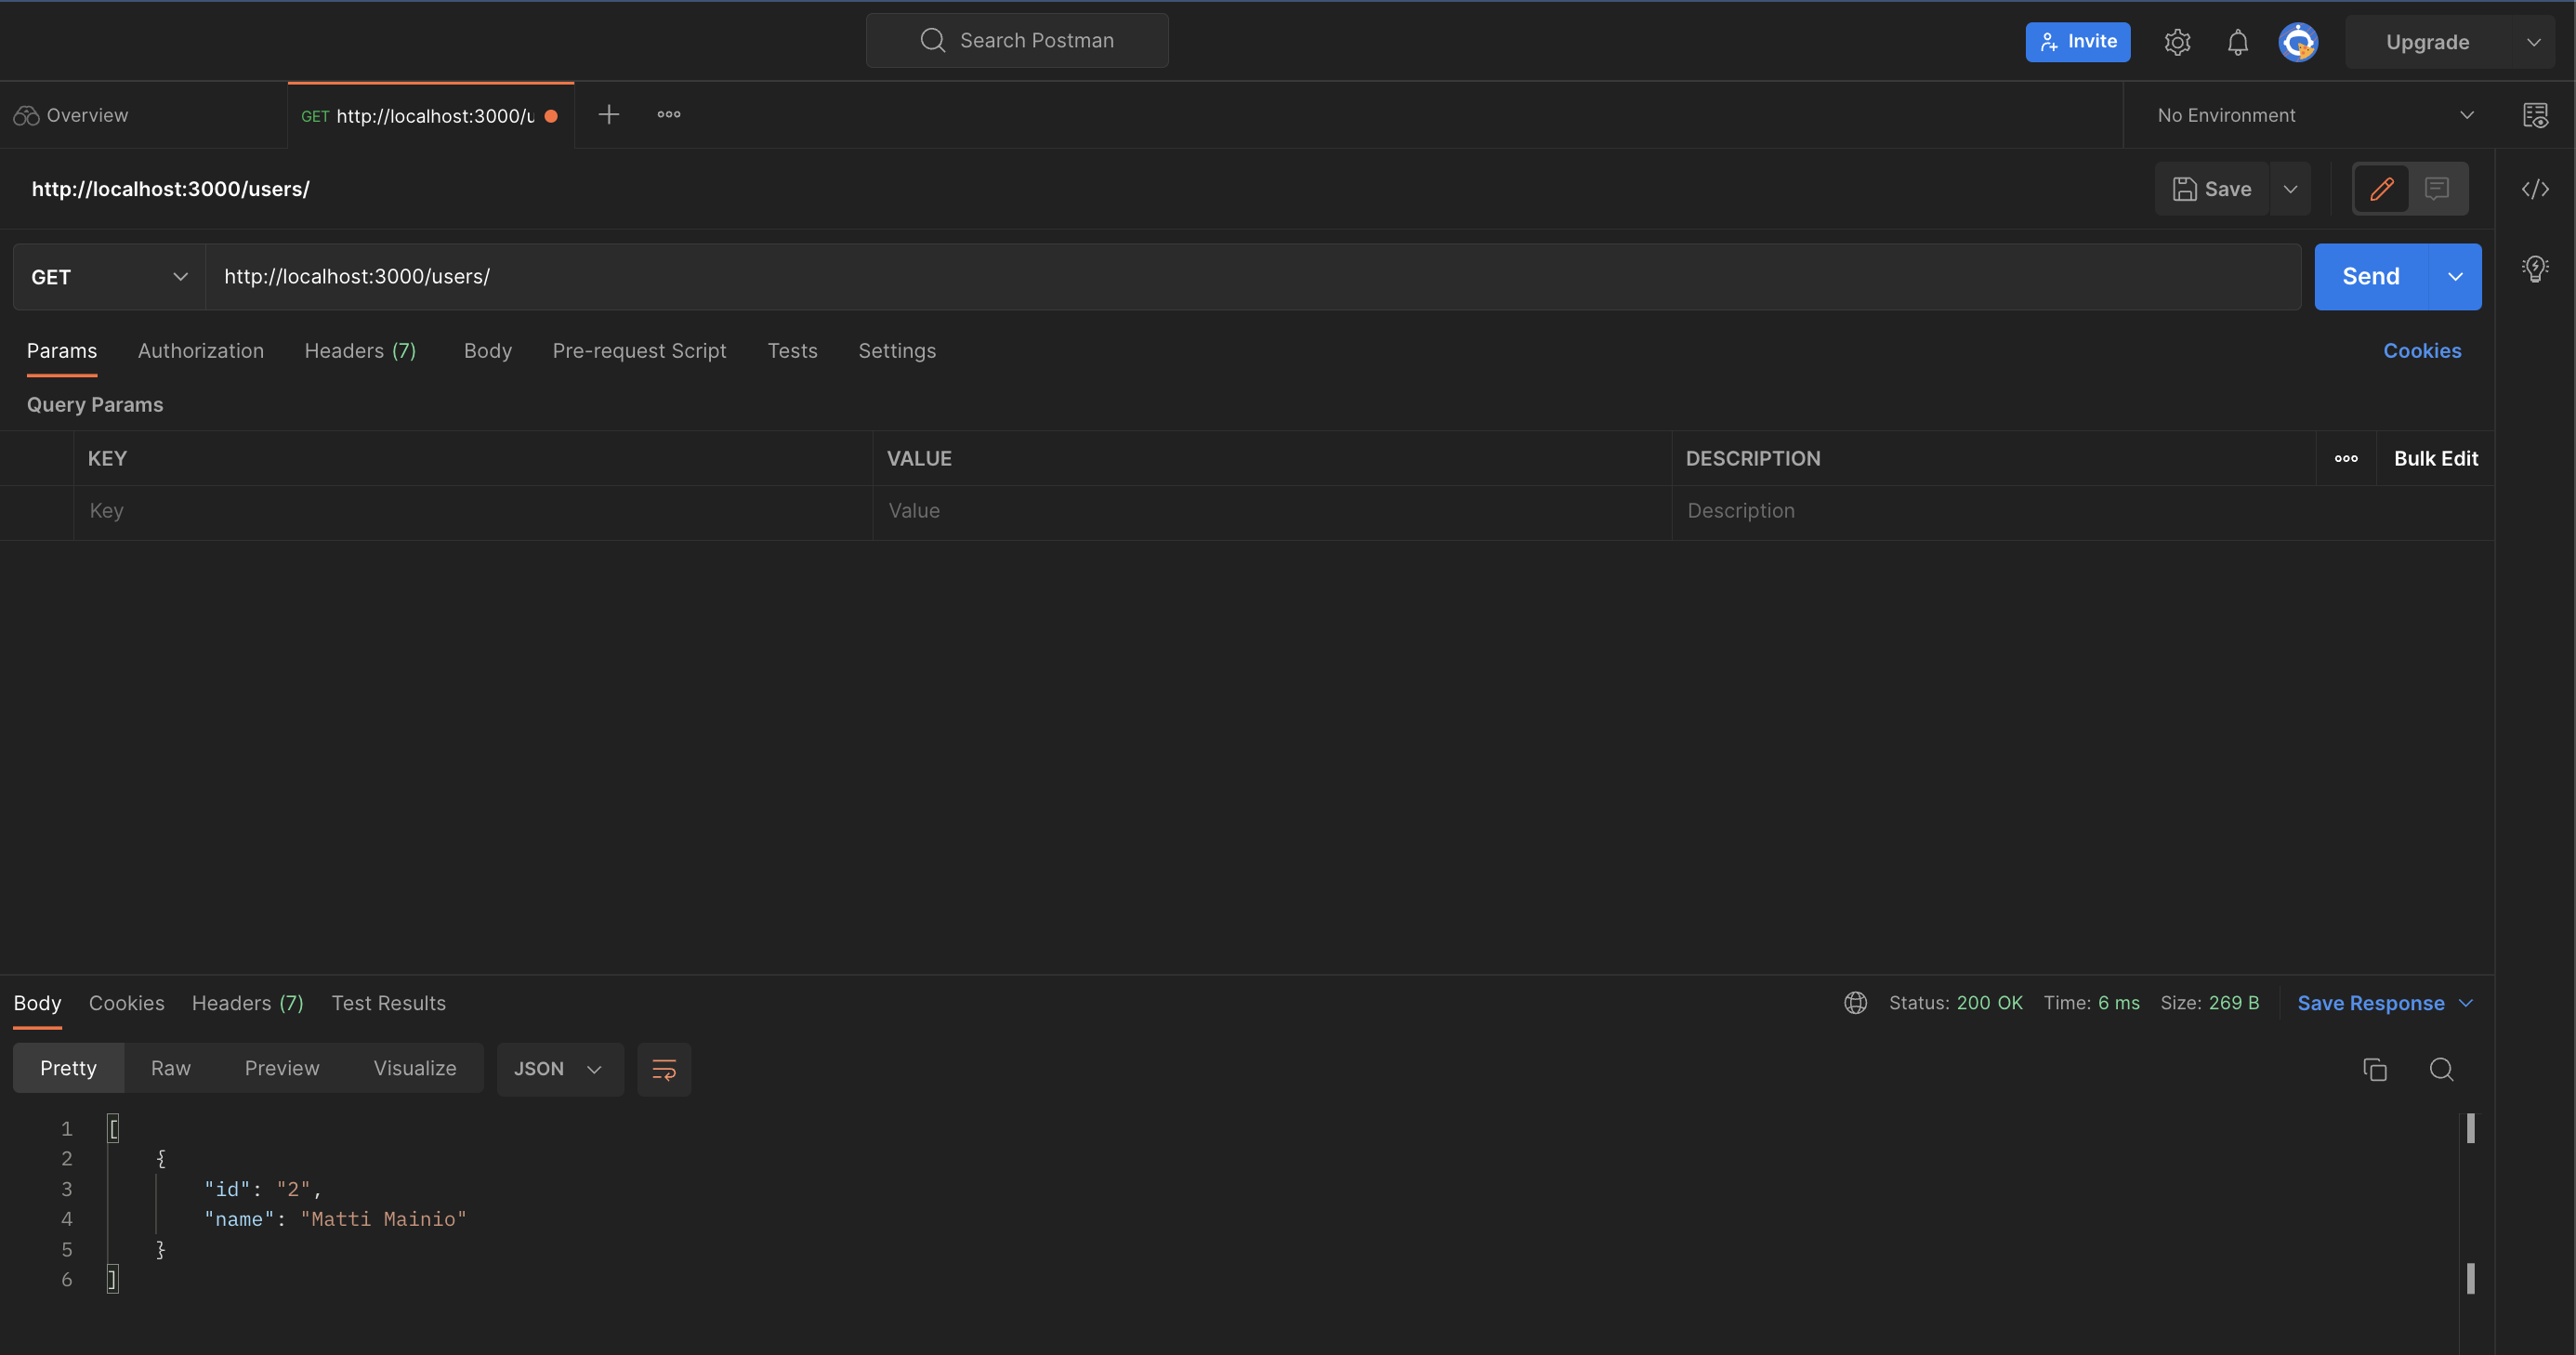 Search Postman
Invite
Upgrade
Overview
GET http://localhost:3000/u
No Environment
http://localhost:3000/users/
Save
GET
http://localhost:3000/users/
Send
Params Authorization Headers (7) Body Pre-request Script Tests Settings
Cookies
Query Params
KEY VALUE DESCRIPTION Bulk Edit
Key Value Description
Body Cookies Headers (7) Test Results
Status: 200 OK Time: 6 ms Size: 269 B Save Response
Pretty Raw Preview Visualize JSON
1 [
2 {
3 "id": "2",
4 "name": "Matti Mainio"
5 }
6 ]